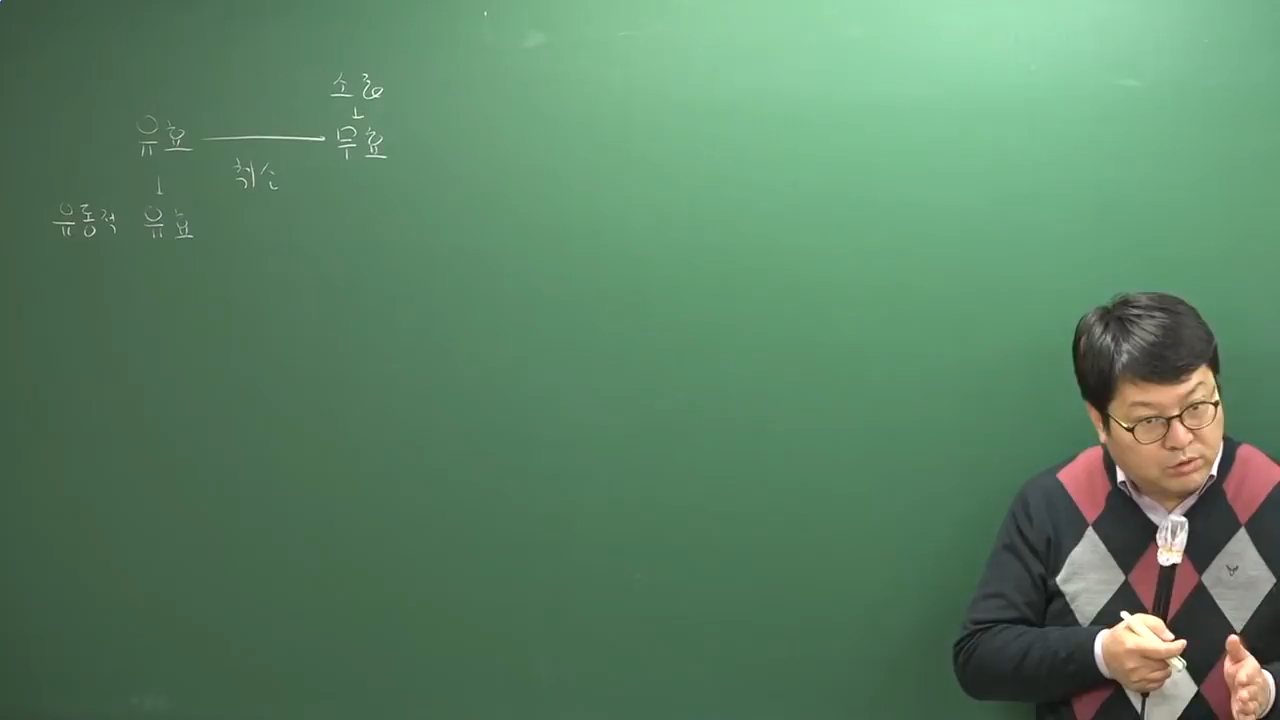 소급
↓
유효 ─ 무효
취소
↓
유동적 유효